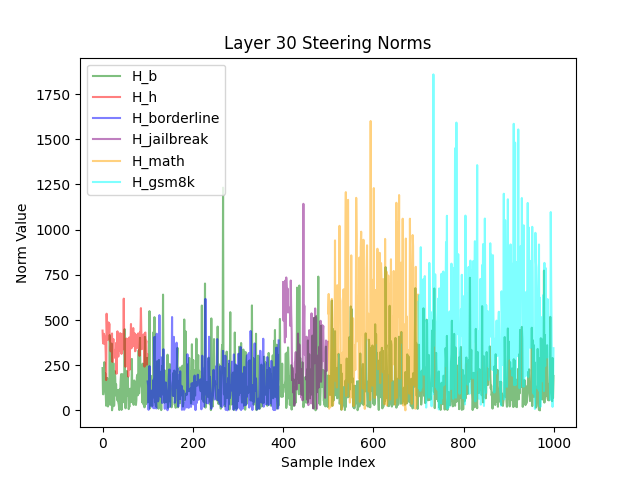 Layer 30 Steering Norms
H_b
H_h
H_borderline
H_jailbreak
H_math
H_gsm8k
Norm Value
1750
1500
1250
1000
750
500
250
0
0
200
400
600
800
1000
Sample Index